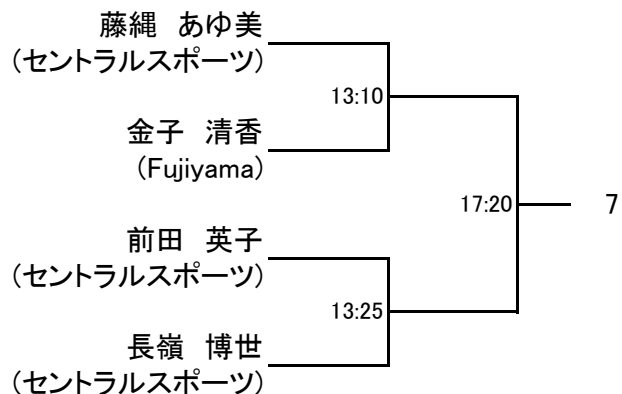 藤縄　あゆ美
(セントラルスポーツ)
13:10
金子　清香
(Fujiyama)
17:20
7
前田　英子
(セントラルスポーツ)
13:25
長嶺　博世
(セントラルスポーツ)